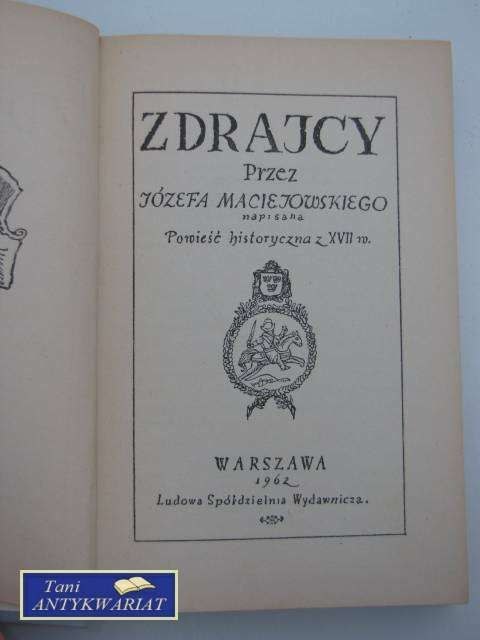 ZDRAJCY
Przez
JÓZEFA MACIEJOWSKIEGO
napisana
Powieść historyczna z XVII w.
WARSZAWA
1962
Ludowa Spółdzielnia Wydawnicza.
Tani
ANTYKWARIAT